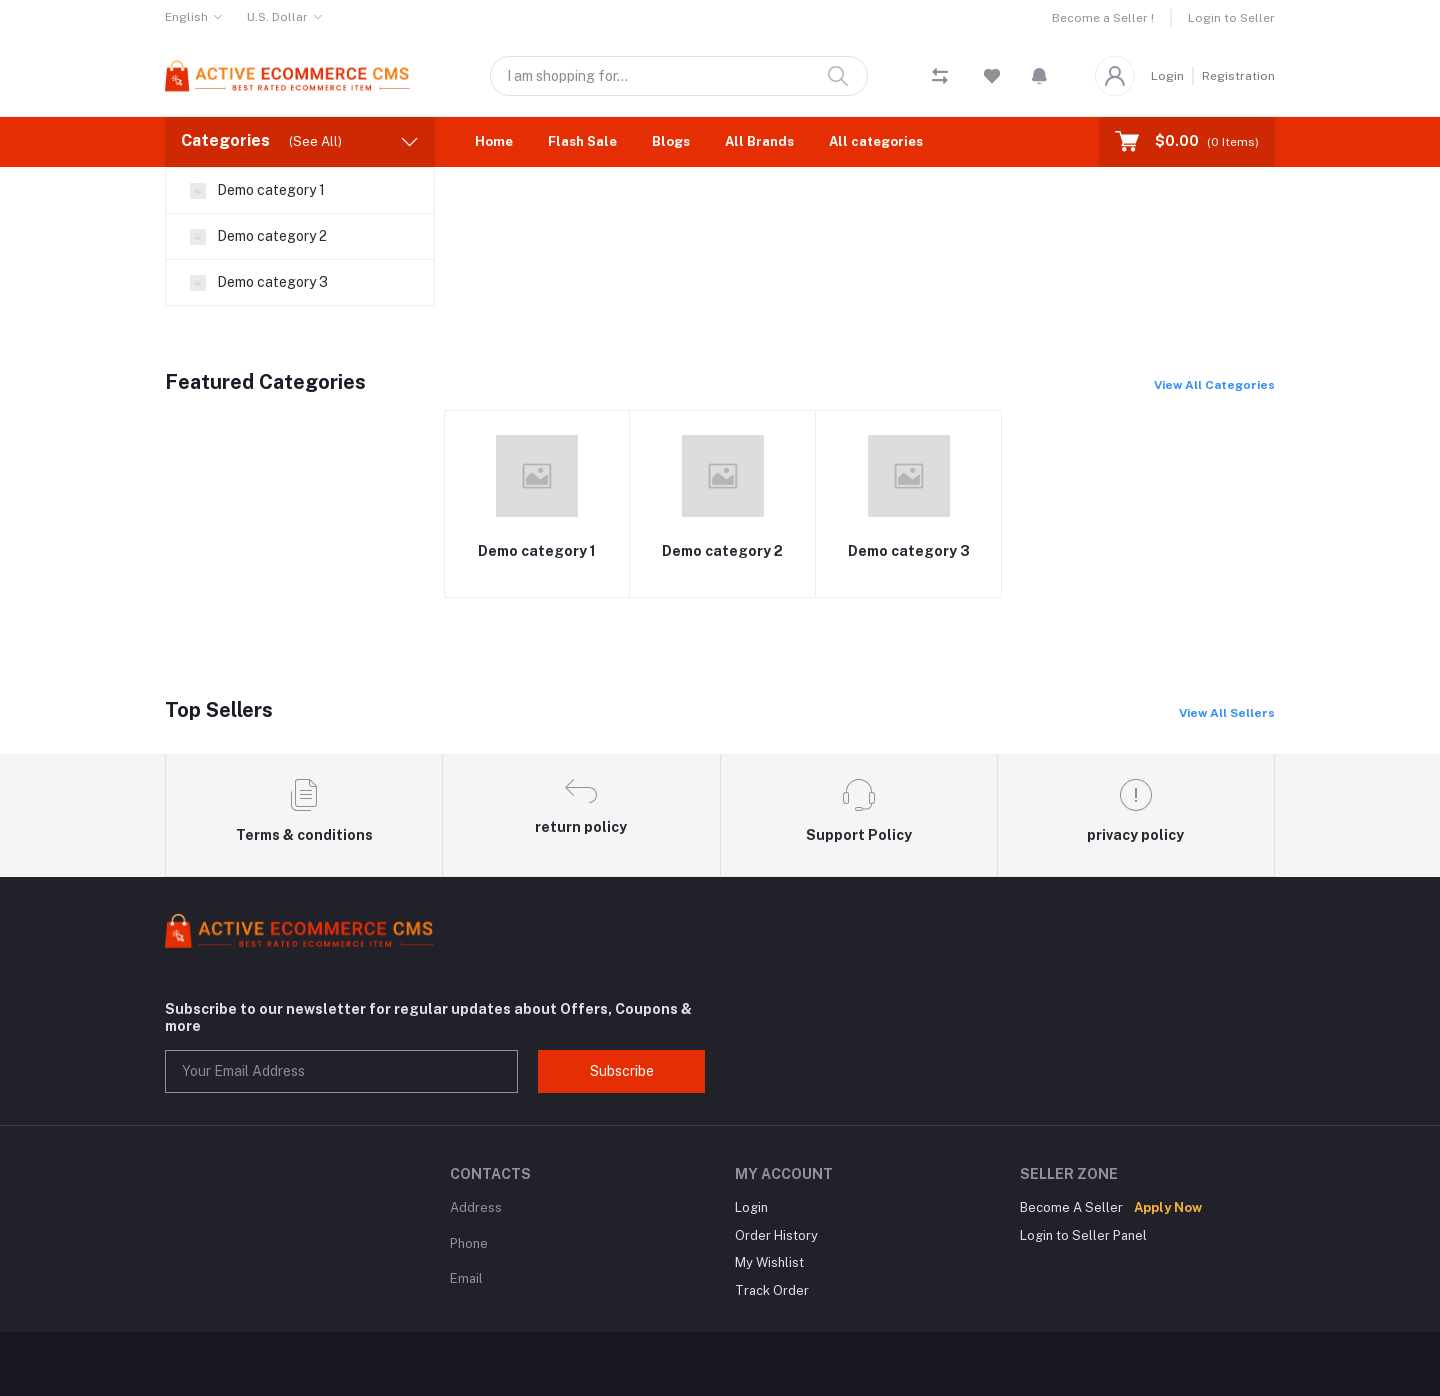 English
U.S. Dollar
Become a Seller !
Login to Seller
ACTIVE ECOMMERCE CMS
BEST RATED ECOMMERCE ITEM
I am shopping for...
Login
Registration
Categories (See All)
Home
Flash Sale
Blogs
All Brands
All categories
$0.00 (0 Items)
Demo category 1
Demo category 2
Demo category 3
Featured Categories
View All Categories
Demo category 1
Demo category 2
Demo category 3
Top Sellers
View All Sellers
Terms & conditions
return policy
Support Policy
privacy policy
ACTIVE ECOMMERCE CMS
BEST RATED ECOMMERCE ITEM
Subscribe to our newsletter for regular updates about Offers, Coupons &
more
Your Email Address
Subscribe
CONTACTS
Address
Phone
Email
MY ACCOUNT
Login
Order History
My Wishlist
Track Order
SELLER ZONE
Become A Seller Apply Now
Login to Seller Panel